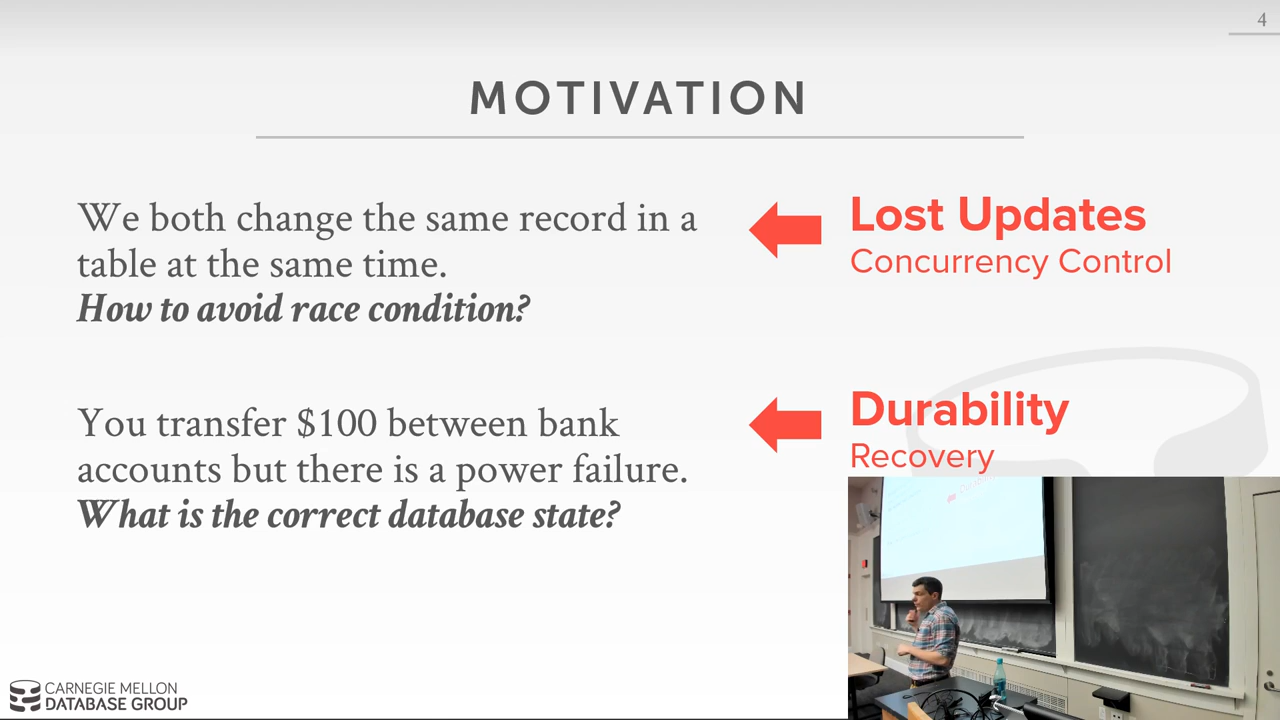 4
MOTIVATION
We both change the same record in a
table at the same time.
How to avoid race condition?
Lost Updates
Concurrency Control
You transfer $100 between bank
accounts but there is a power failure.
What is the correct database state?
Durability
Recovery
CARNEGIE MELLON
DATABASE GROUP